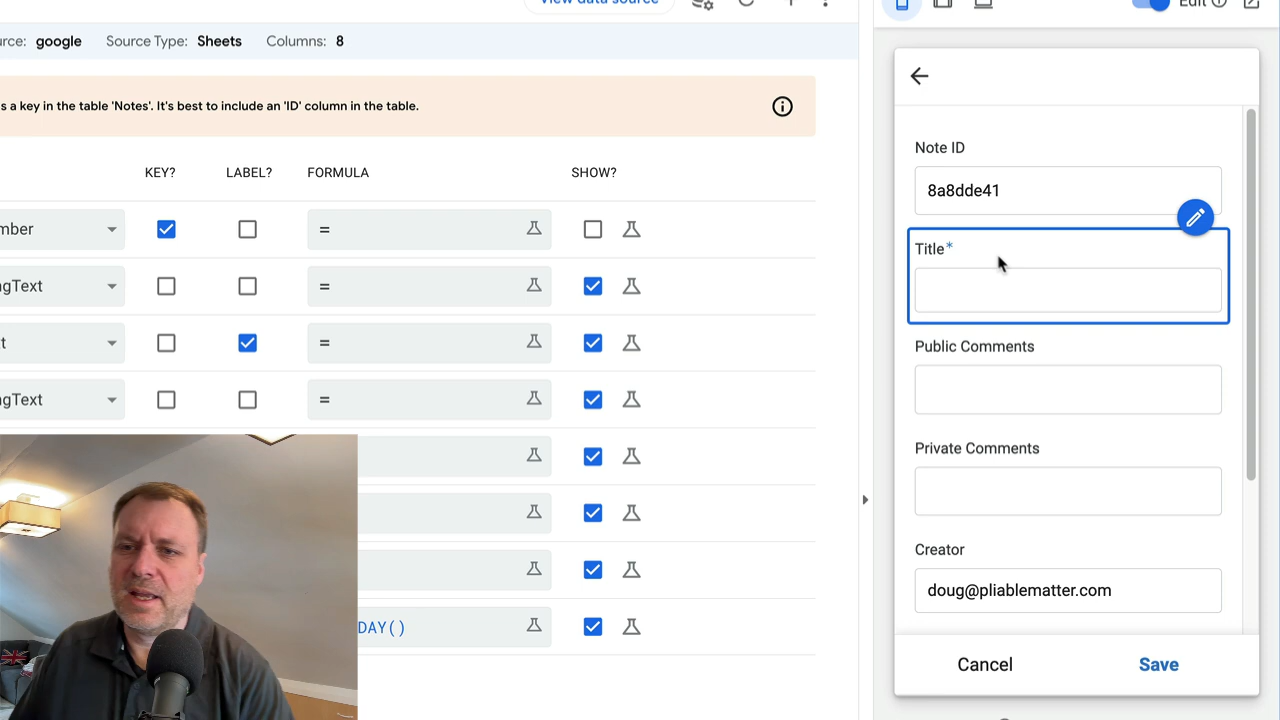 View data source
Edit
urce: google Source Type: Sheets Columns: 8
s a key in the table 'Notes'. It's best to include an 'ID' column in the table.
KEY? LABEL? FORMULA SHOW?
mber =
ngText =
t =
ngText =
DAY()
Note ID
8a8dde41
Title*
Public Comments
Private Comments
Creator
doug@pliablematter.com
Cancel Save